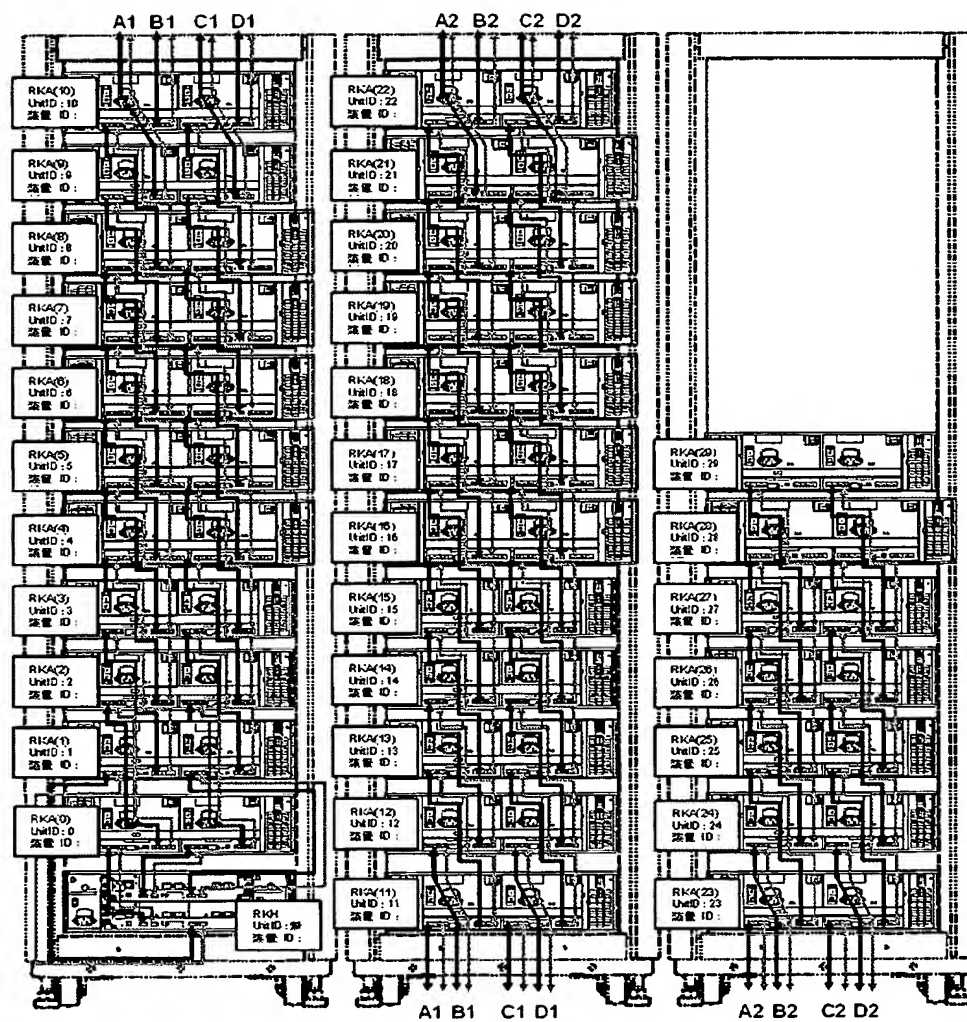 A1 B1 C1 D1
RKA(10)
UnitID : 10
装置 ID :
RKA(9)
UnitID : 9
装置 ID :
RKA(8)
UnitID : 8
装置 ID :
RKA(7)
UnitID : 7
装置 ID :
RKA(6)
UnitID : 6
装置 ID :
RKA(5)
UnitID : 5
装置 ID :
RKA(4)
UnitID : 4
装置 ID :
RKA(3)
UnitID : 3
装置 ID :
RKA(2)
UnitID : 2
装置 ID :
RKA(1)
UnitID : 1
装置 ID :
RKA(0)
UnitID : 0
装置 ID :
RKH
UnitID :
装置 ID :
A2 B2 C2 D2
RKA(22)
UnitID : 22
装置 ID :
RKA(21)
UnitID : 21
装置 ID :
RKA(20)
UnitID : 20
装置 ID :
RKA(19)
UnitID : 19
装置 ID :
RKA(18)
UnitID : 18
装置 ID :
RKA(17)
UnitID : 17
装置 ID :
RKA(16)
UnitID : 16
装置 ID :
RKA(15)
UnitID : 15
装置 ID :
RKA(14)
UnitID : 14
装置 ID :
RKA(13)
UnitID : 13
装置 ID :
RKA(12)
UnitID : 12
装置 ID :
RKA(11)
UnitID : 11
装置 ID :
A1 B1 C1 D1
RKA(29)
UnitID : 29
装置 ID :
RKA(28)
UnitID : 28
装置 ID :
RKA(27)
UnitID : 27
装置 ID :
RKA(26)
UnitID : 26
装置 ID :
RKA(25)
UnitID : 25
装置 ID :
RKA(24)
UnitID : 24
装置 ID :
RKA(23)
UnitID : 23
装置 ID :
A2 B2 C2 D2